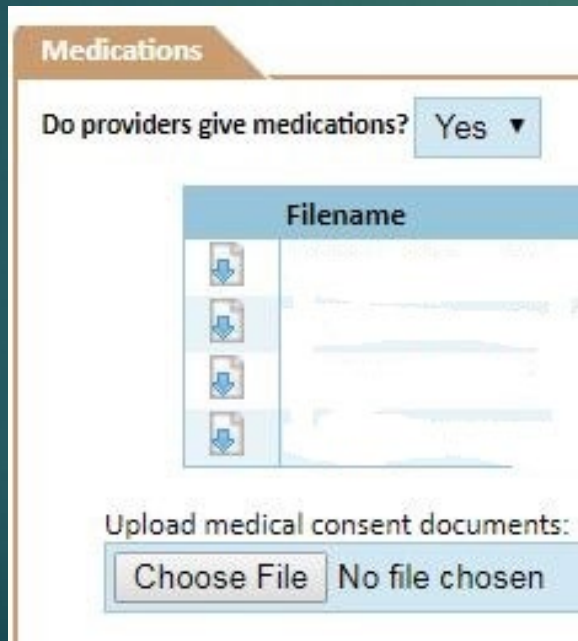 Medications
Do providers give medications? Yes ▼
Filename
Upload medical consent documents:
Choose File No file chosen